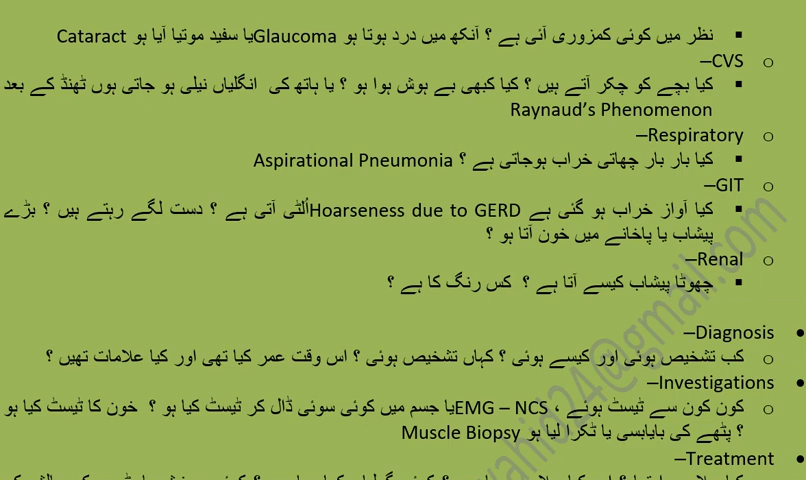 نظر میں کوئی کمزوری آئی ہے ؟ آنکھ میں درد ہوتا ہو Glaucomaیا سفید موتیا آیا ہو Cataract
CVS–
کیا بچے کو چکر آتے ہیں ؟ کیا کبھی بے ہوش ہوا ہو ؟ یا ہاتھ کی انگلیاں نیلی ہو جاتی ہوں ٹھنڈ کے بعد
Raynaud’s Phenomenon
Respiratory–
کیا بار بار چھاتی خراب ہوجاتی ہے ؟ Aspirational Pneumonia
GIT–
کیا آواز خراب ہو گئی ہے Hoarseness due to GERDاُلٹی آتی ہے ؟ دست لگے رہتے ہیں ؟ بڑے
پیشاب یا پاخانے میں خون آتا ہو ؟
Renal–
چھوٹا پیشاب کیسے آتا ہے ؟ کس رنگ کا ہے ؟
Diagnosis–
کب تشخیص ہوئی اور کیسے ہوئی ؟ کہاں تشخیص ہوئی ؟ اس وقت عمر کیا تھی اور کیا علامات تھیں ؟
Investigations–
کون کون سے ٹیسٹ ہوئے ، EMG – NCSیا جسم میں کوئی سوئی ڈال کر ٹیسٹ کیا ہو ؟ خون کا ٹیسٹ کیا ہو
؟ پٹھے کی بایابسی یا ٹکرا لیا ہو Muscle Biopsy
Treatment–
vahid24@gmail.com